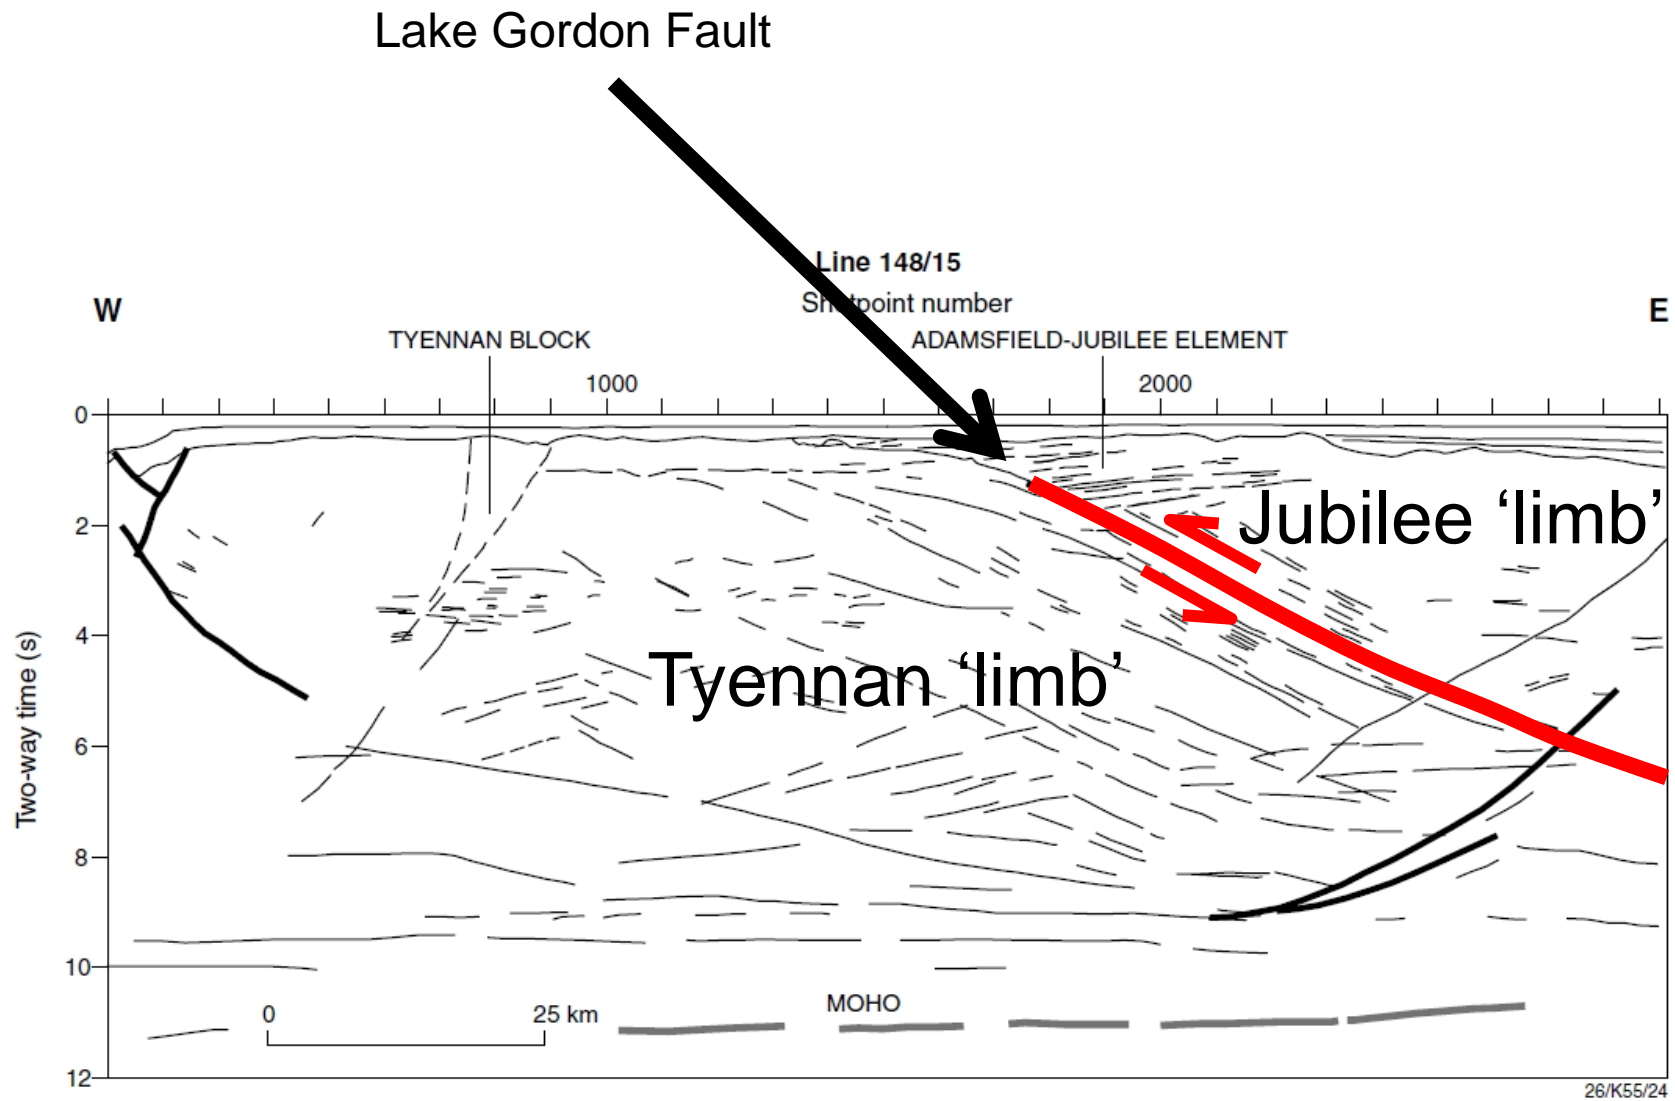 Lake Gordon Fault
Line 148/15
Shotpoint number
W
E
TYENNAN BLOCK
ADAMSFIELD-JUBILEE ELEMENT
1000
2000
0
2
4
6
8
10
12
Two-way time (s)
Jubilee ‘limb’
Tyennan ‘limb’
MOHO
0
25 km
26/K55/24